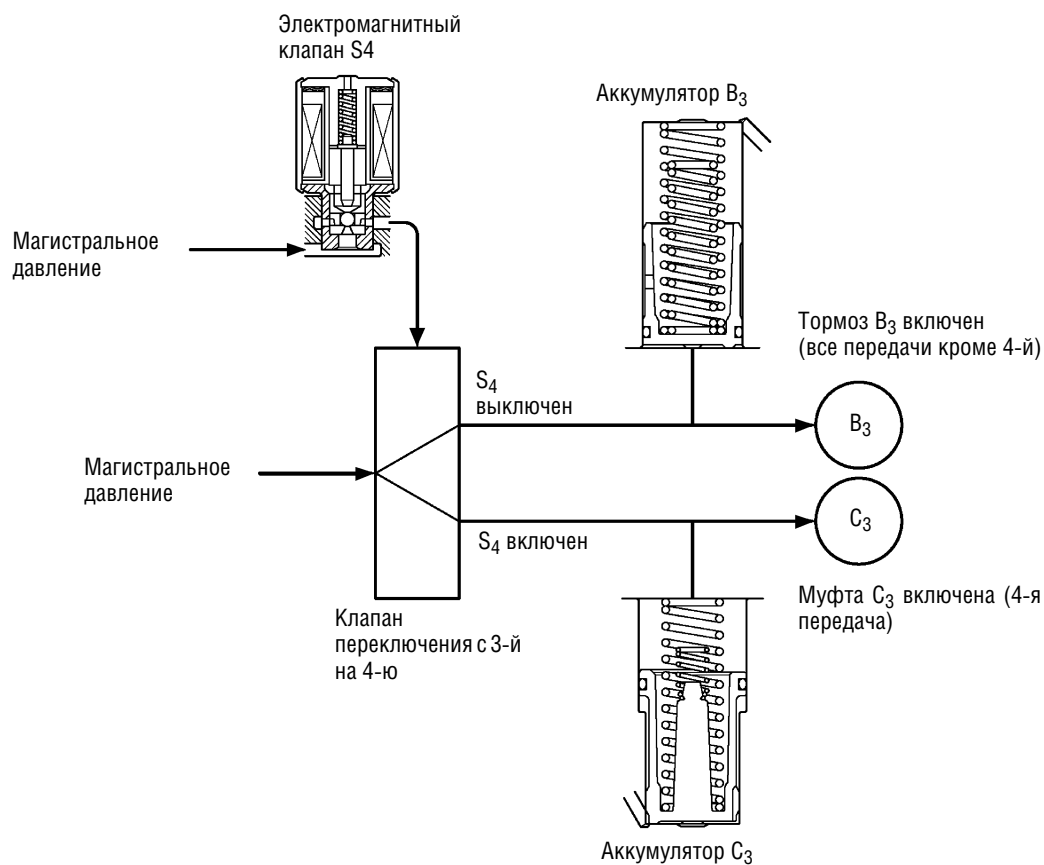 Электромагнитный
клапан S4
Аккумулятор B3
Магистральное
давление
Тормоз B3 включен
(все передачи кроме 4-й)
S4
выключен
B3
Магистральное
давление
C3
S4 включен
Клапан
переключения с 3-й
на 4-ю
Муфта C3 включена (4-я
передача)
Аккумулятор C3